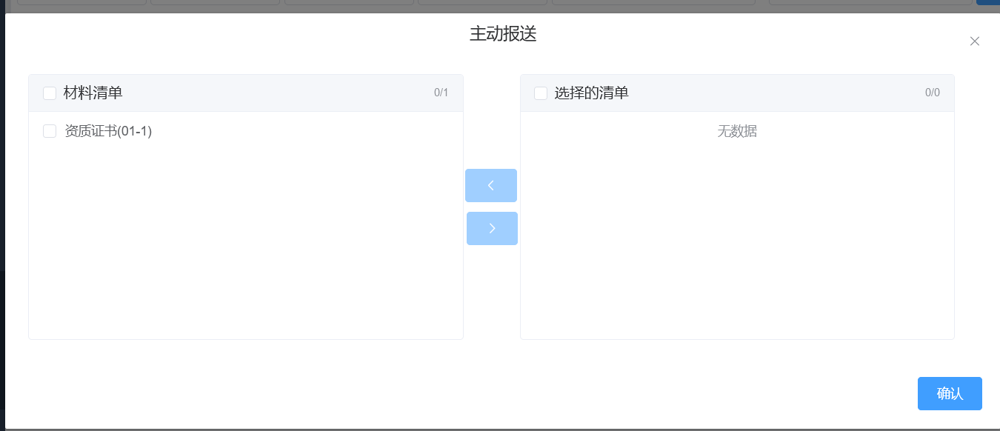 主动报送
材料清单 0/1
资质证书(01-1)
选择的清单 0/0
无数据
确认